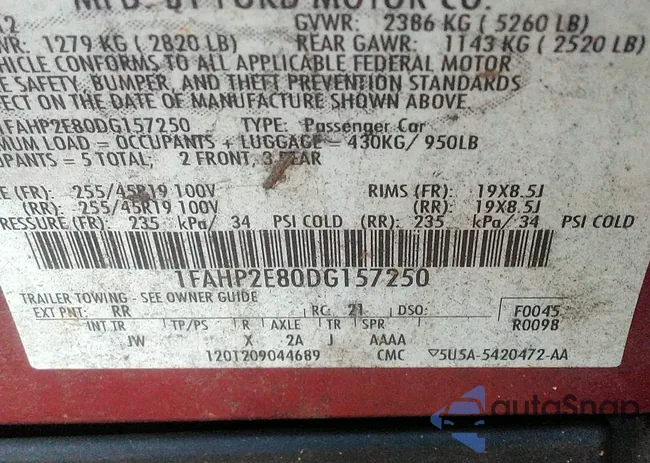 MFD. BY FORD MOTOR CO.
12 GVWR: 2386 KG ( 5260 LB)
WR: 1279 KG ( 2820 LB) REAR GAWR: 1143 KG ( 2520 LB)
HICLE CONFORMS TO ALL APPLICABLE FEDERAL MOTOR
E SAFETY, BUMPER, AND THEFT PREVENTION STANDARDS
FECT ON THE DATE OF MANUFACTURE SHOWN ABOVE.
1FAHP2E80DG157250 TYPE: Passenger Car
MUM LOAD = OCCUPANTS + LUGGAGE = 430KG/ 950LB
UPANTS = 5 TOTAL; 2 FRONT, 3 REAR
E (FR): 255/45R19 100V RIMS (FR): 19X8.5J
(RR): 255/45R19 100V (RR): 19X8.5J
RESSURE (FR): 235 kPa/ 34 PSI COLD (RR): 235 kPa/ 34 PSI COLD
1FAHP2E80DG157250
TRAILER TOWING - SEE OWNER GUIDE
EXT PNT: RR RC: 21 DSO: F0045
R0098
INT TR TP/PS R AXLE TR SPR
JW X 2A J AAAA
1201209044689 CMC ▽5U5A-5420472-AA
autoSnap